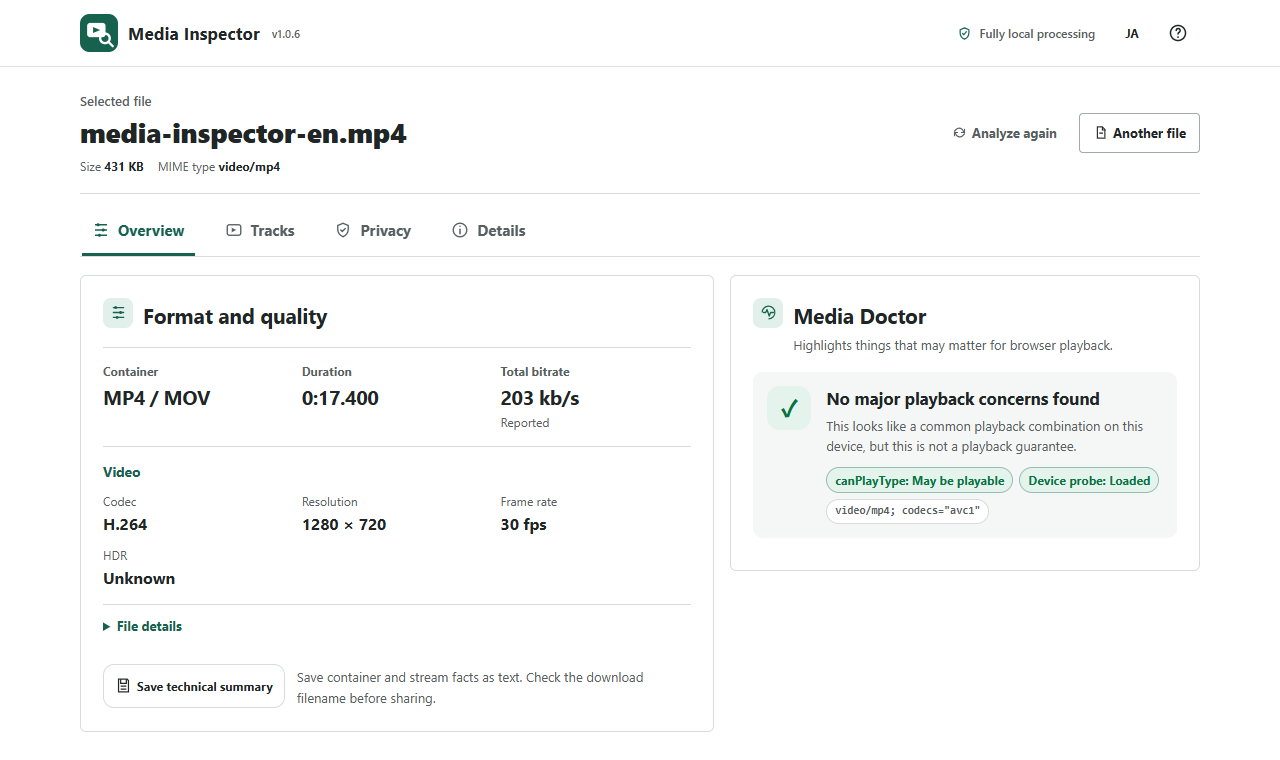 Media Inspector v1.0.6
Fully local processing
JA
Selected file
media-inspector-en.mp4
Size 431 KB MIME type video/mp4
Analyze again
Another file
Overview
Tracks
Privacy
Details
Format and quality
Container
MP4 / MOV
Duration
0:17.400
Total bitrate
203 kb/s
Reported
Video
Codec
H.264
Resolution
1280 × 720
Frame rate
30 fps
HDR
Unknown
File details
Save technical summary
Save container and stream facts as text. Check the download
filename before sharing.
Media Doctor
Highlights things that may matter for browser playback.
No major playback concerns found
This looks like a common playback combination on this
device, but this is not a playback guarantee.
canPlayType: May be playable
Device probe: Loaded
video/mp4; codecs="avc1"